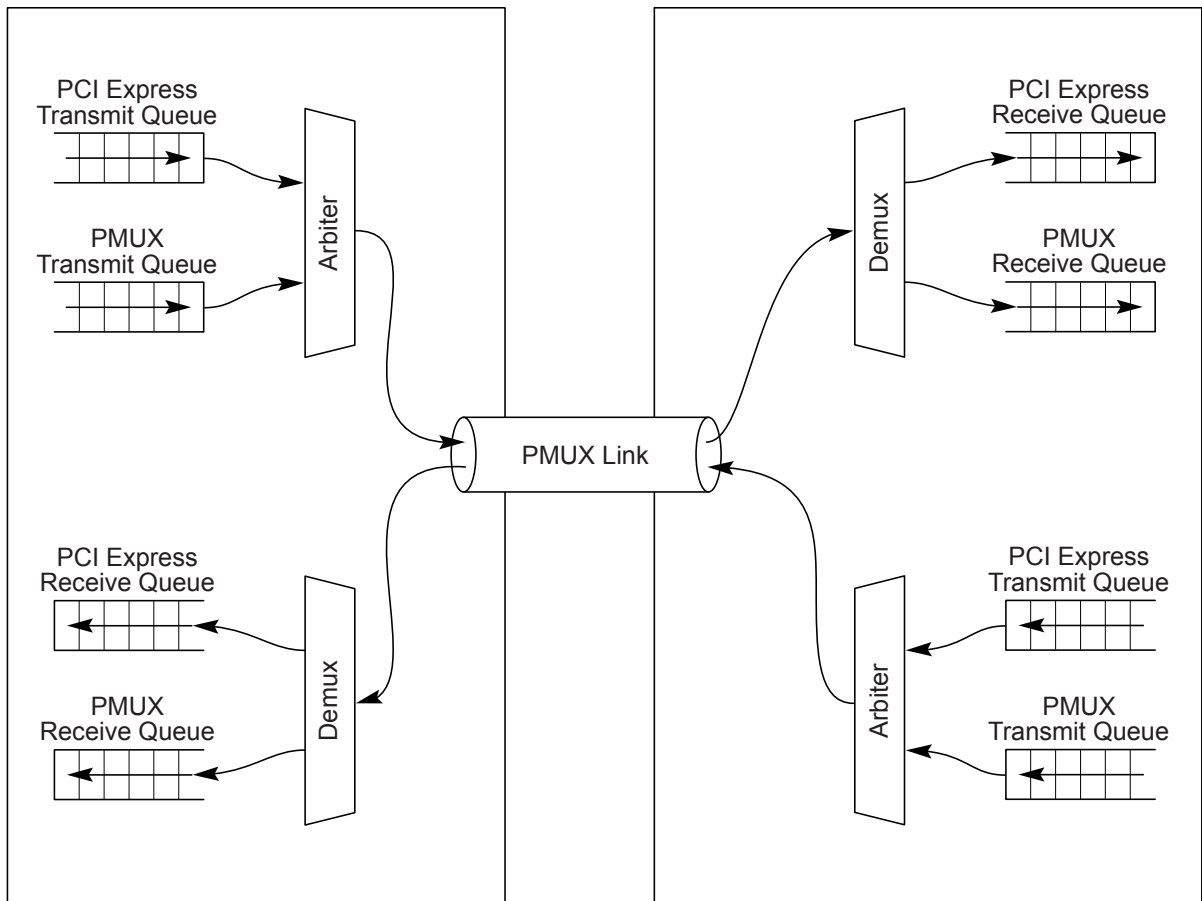 PCI Express
Transmit Queue
PMUX
Transmit Queue
Arbiter
PCI Express
Receive Queue
PMUX
Receive Queue
Demux
PMUX Link
PCI Express
Receive Queue
PMUX
Receive Queue
Demux
PCI Express
Transmit Queue
PMUX
Transmit Queue
Arbiter